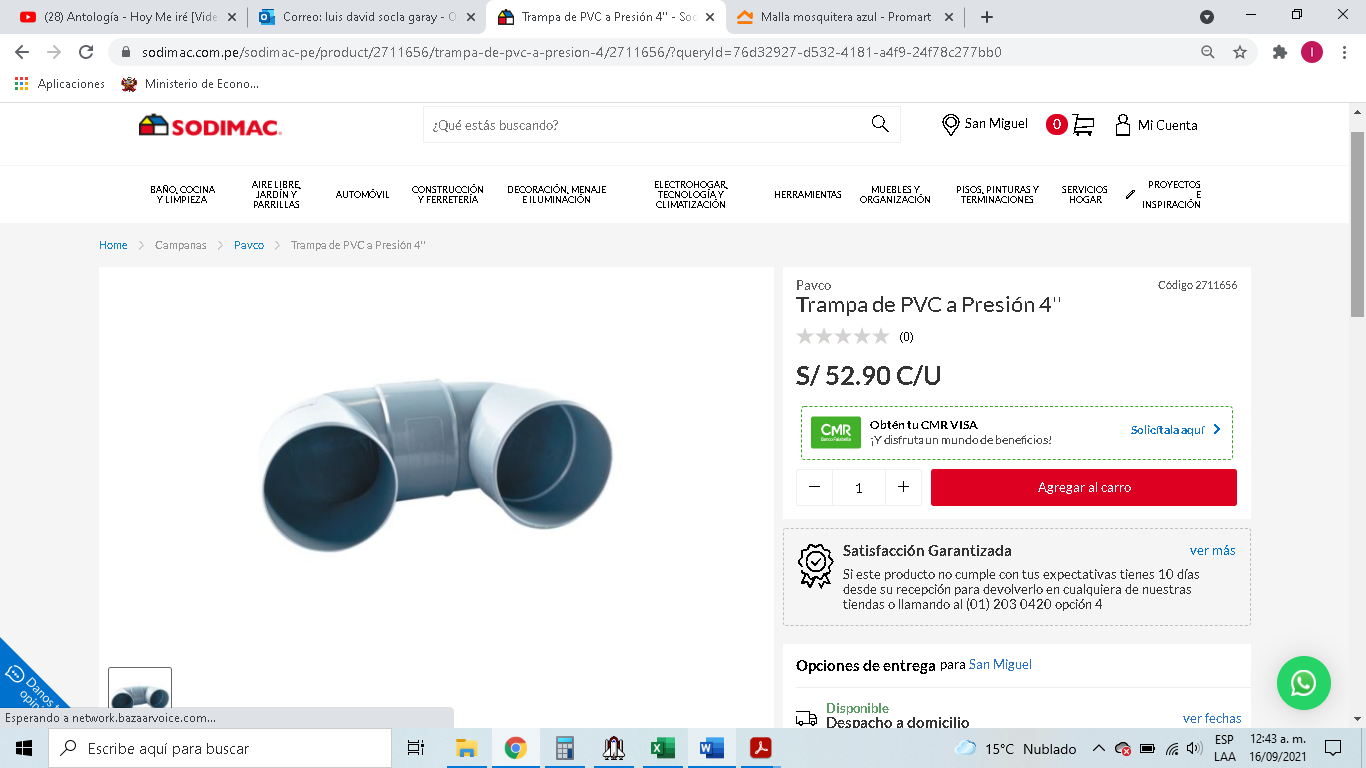 (28) Antología - Hoy Me iré [Vide
Correo: luis david socla garay - O
Trampa de PVC a Presión 4'' - Soc
Malla mosquitera azul - Promart
sodimac.com.pe/sodimac-pe/product/2711656/trampa-de-pvc-a-presion-4/2711656/?queryId=76d32927-d532-4181-a4f9-24f78c277bb0
I
Aplicaciones
Ministerio de Econo...
SODIMAC
¿Qué estás buscando?
San Miguel
0
Mi Cuenta
BAÑO, COCINA
Y LIMPIEZA
AIRE LIBRE,
JARDÍN Y
PARRILLAS
AUTOMÓVIL
CONSTRUCCIÓN
Y FERRETERÍA
DECORACIÓN, MENAJE
E ILUMINACIÓN
ELECTROHOGAR,
TECNOLOGÍA Y
CLIMATIZACIÓN
HERRAMIENTAS
MUEBLES Y
ORGANIZACIÓN
PISOS, PINTURAS Y
TERMINACIONES
SERVICIOS
HOGAR
PROYECTOS
E
INSPIRACIÓN
Home > Campanas > Pavco > Trampa de PVC a Presión 4''
Pavco
Código 2711656
Trampa de PVC a Presión 4''
(0)
S/ 52.90 C/U
CMR
Banco Falabella
Obtén tu CMR VISA
¡Y disfruta un mundo de beneficios!
Solicítala aquí
− 1 +
Agregar al carro
Satisfacción Garantizada
ver más
Si este producto no cumple con tus expectativas tienes 10 días
desde su recepción para devolverlo en cualquiera de nuestras
tiendas o llamando al (01) 203 0420 opción 4
Opciones de entrega para San Miguel
Disponible
Despacho a domicilio
ver fechas
Danos
opin
Esperando a network.bazaarvoice.com...
Escribe aquí para buscar
15°C Nublado
ESP
LAA
12:43 a. m.
16/09/2021